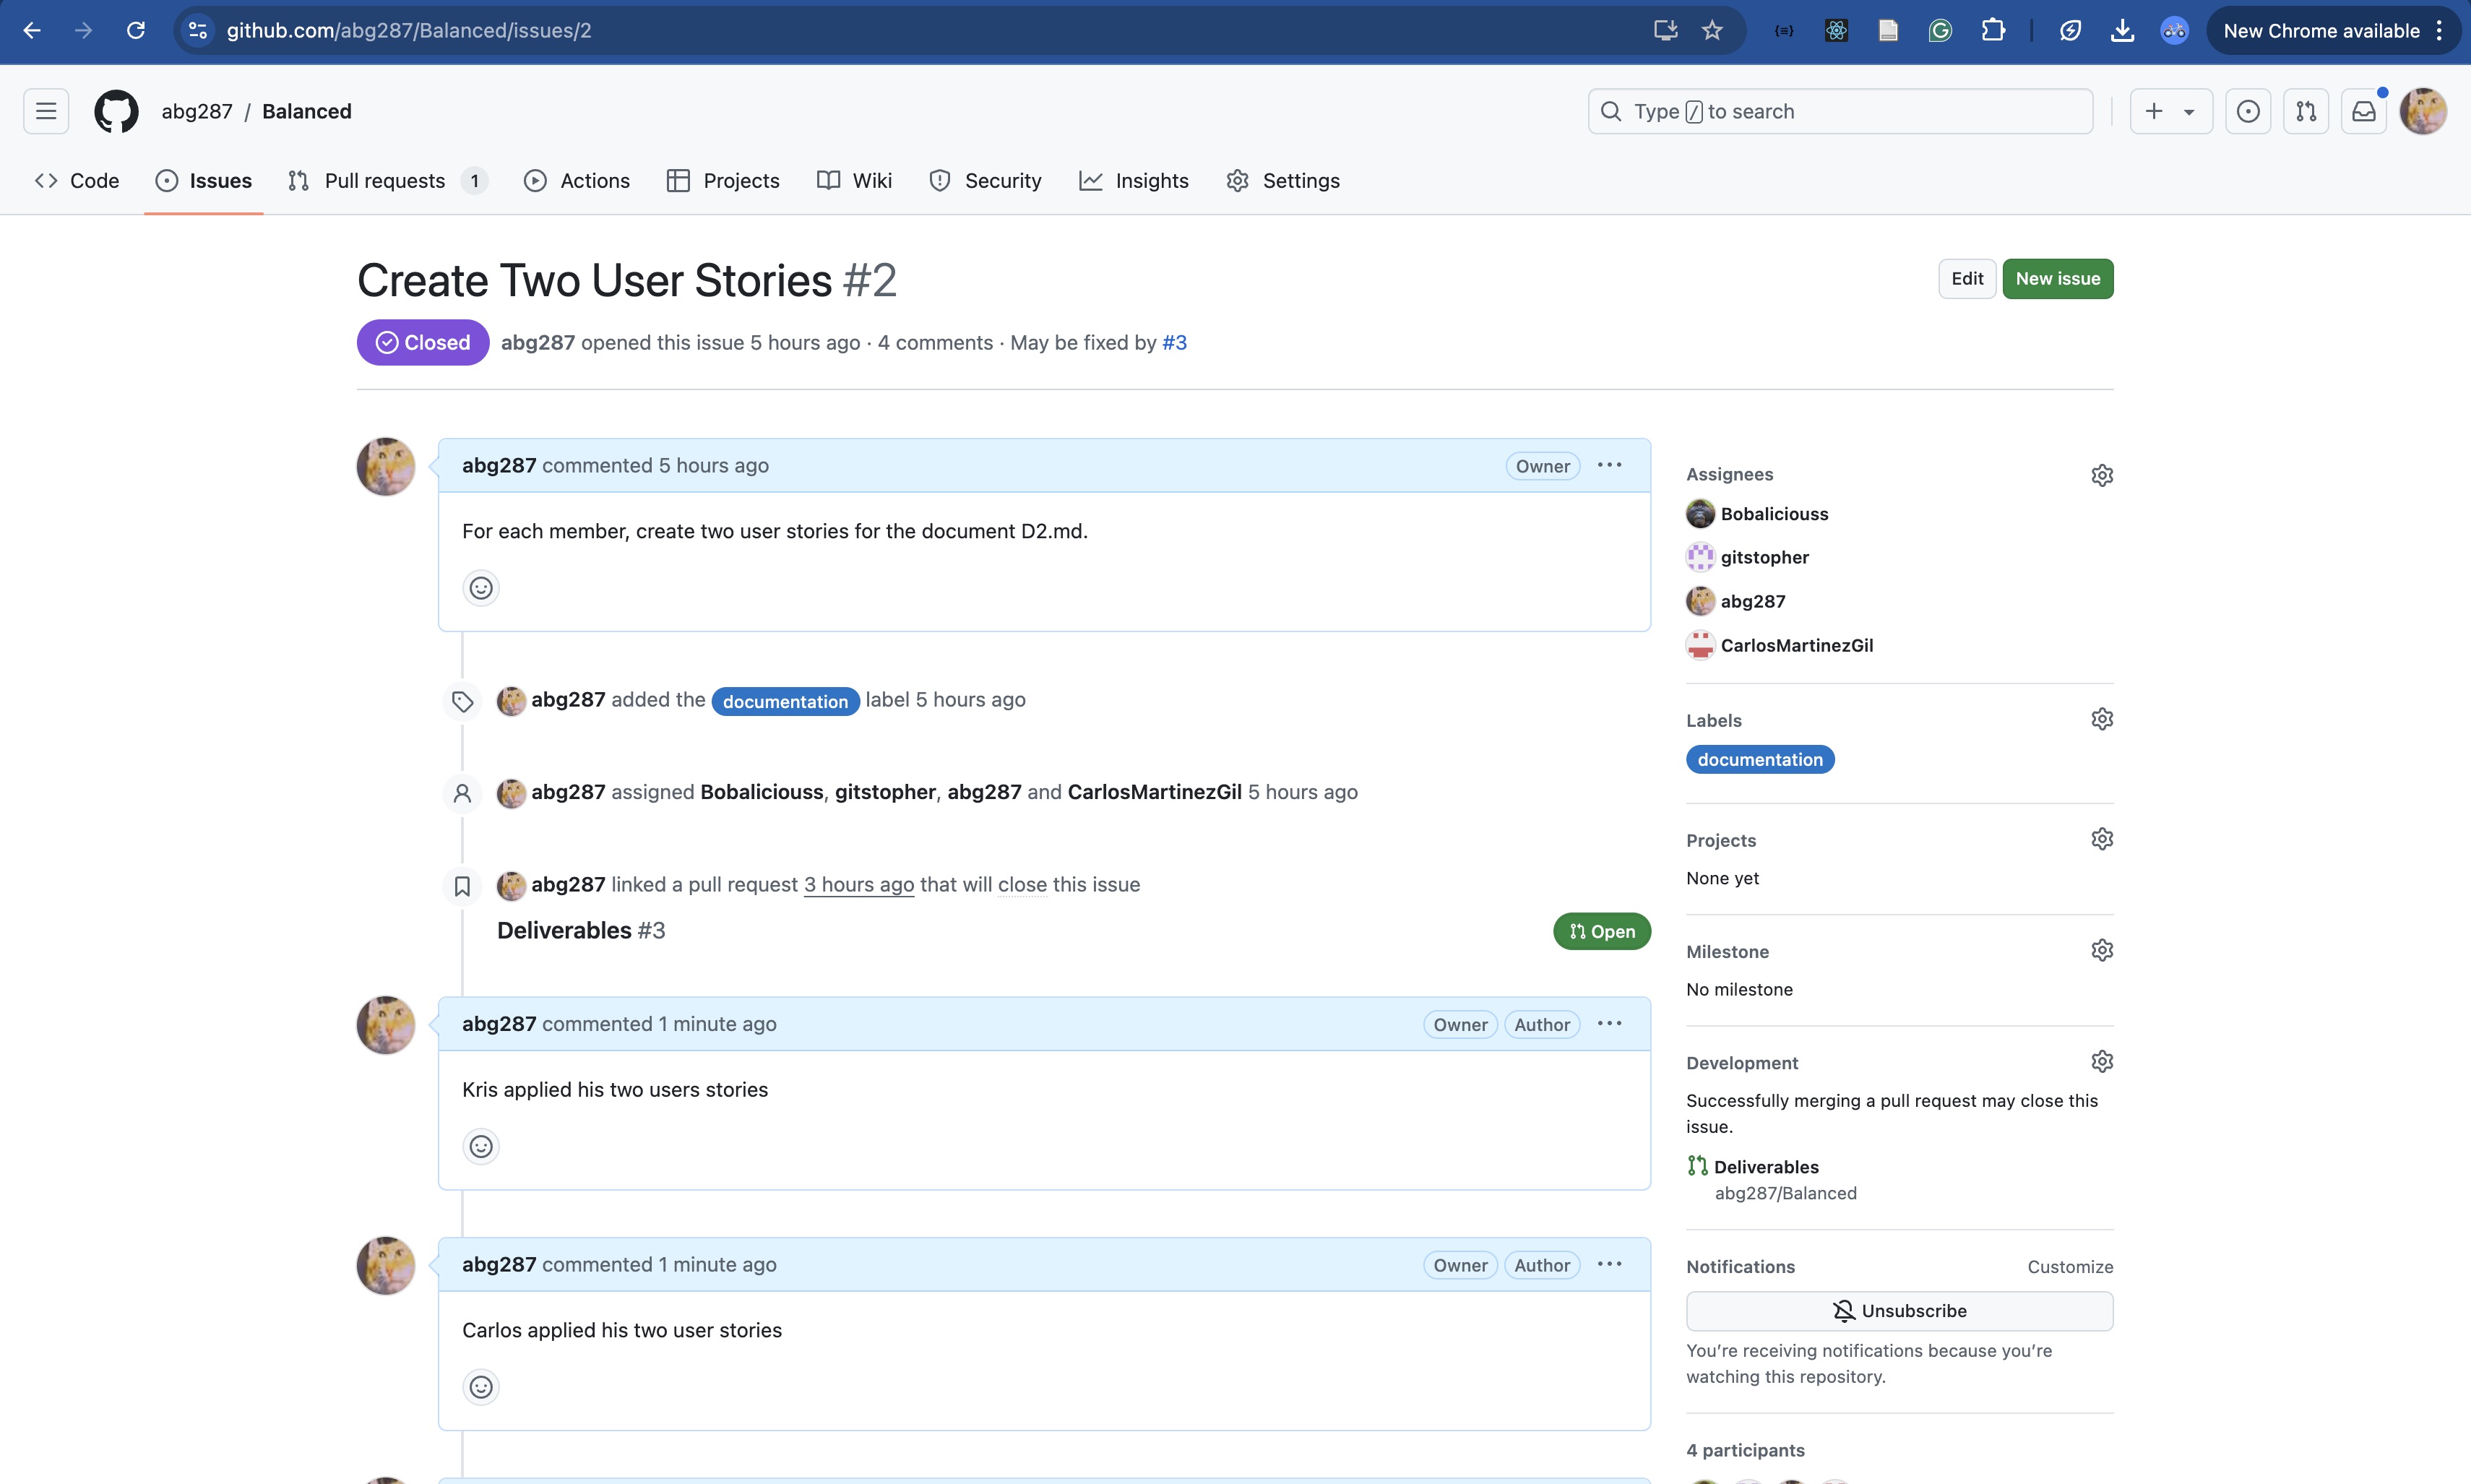 github.com/abg287/Balanced/issues/2
New Chrome available
abg287 / Balanced
Type / to search
Code
Issues
Pull requests 1
Actions
Projects
Wiki
Security
Insights
Settings
Create Two User Stories #2
Edit
New issue
Closed
abg287 opened this issue 5 hours ago · 4 comments · May be fixed by #3
abg287 commented 5 hours ago
Owner
For each member, create two user stories for the document D2.md.
abg287 added the documentation label 5 hours ago
abg287 assigned Bobaliciouss, gitstopher, abg287 and CarlosMartinezGil 5 hours ago
abg287 linked a pull request 3 hours ago that will close this issue
Deliverables #3
Open
abg287 commented 1 minute ago
Owner
Author
Kris applied his two users stories
abg287 commented 1 minute ago
Owner
Author
Carlos applied his two user stories
Assignees
Bobaliciouss
gitstopher
abg287
CarlosMartinezGil
Labels
documentation
Projects
None yet
Milestone
No milestone
Development
Successfully merging a pull request may close this
issue.
Deliverables
abg287/Balanced
Notifications
Customize
Unsubscribe
You're receiving notifications because you're
watching this repository.
4 participants